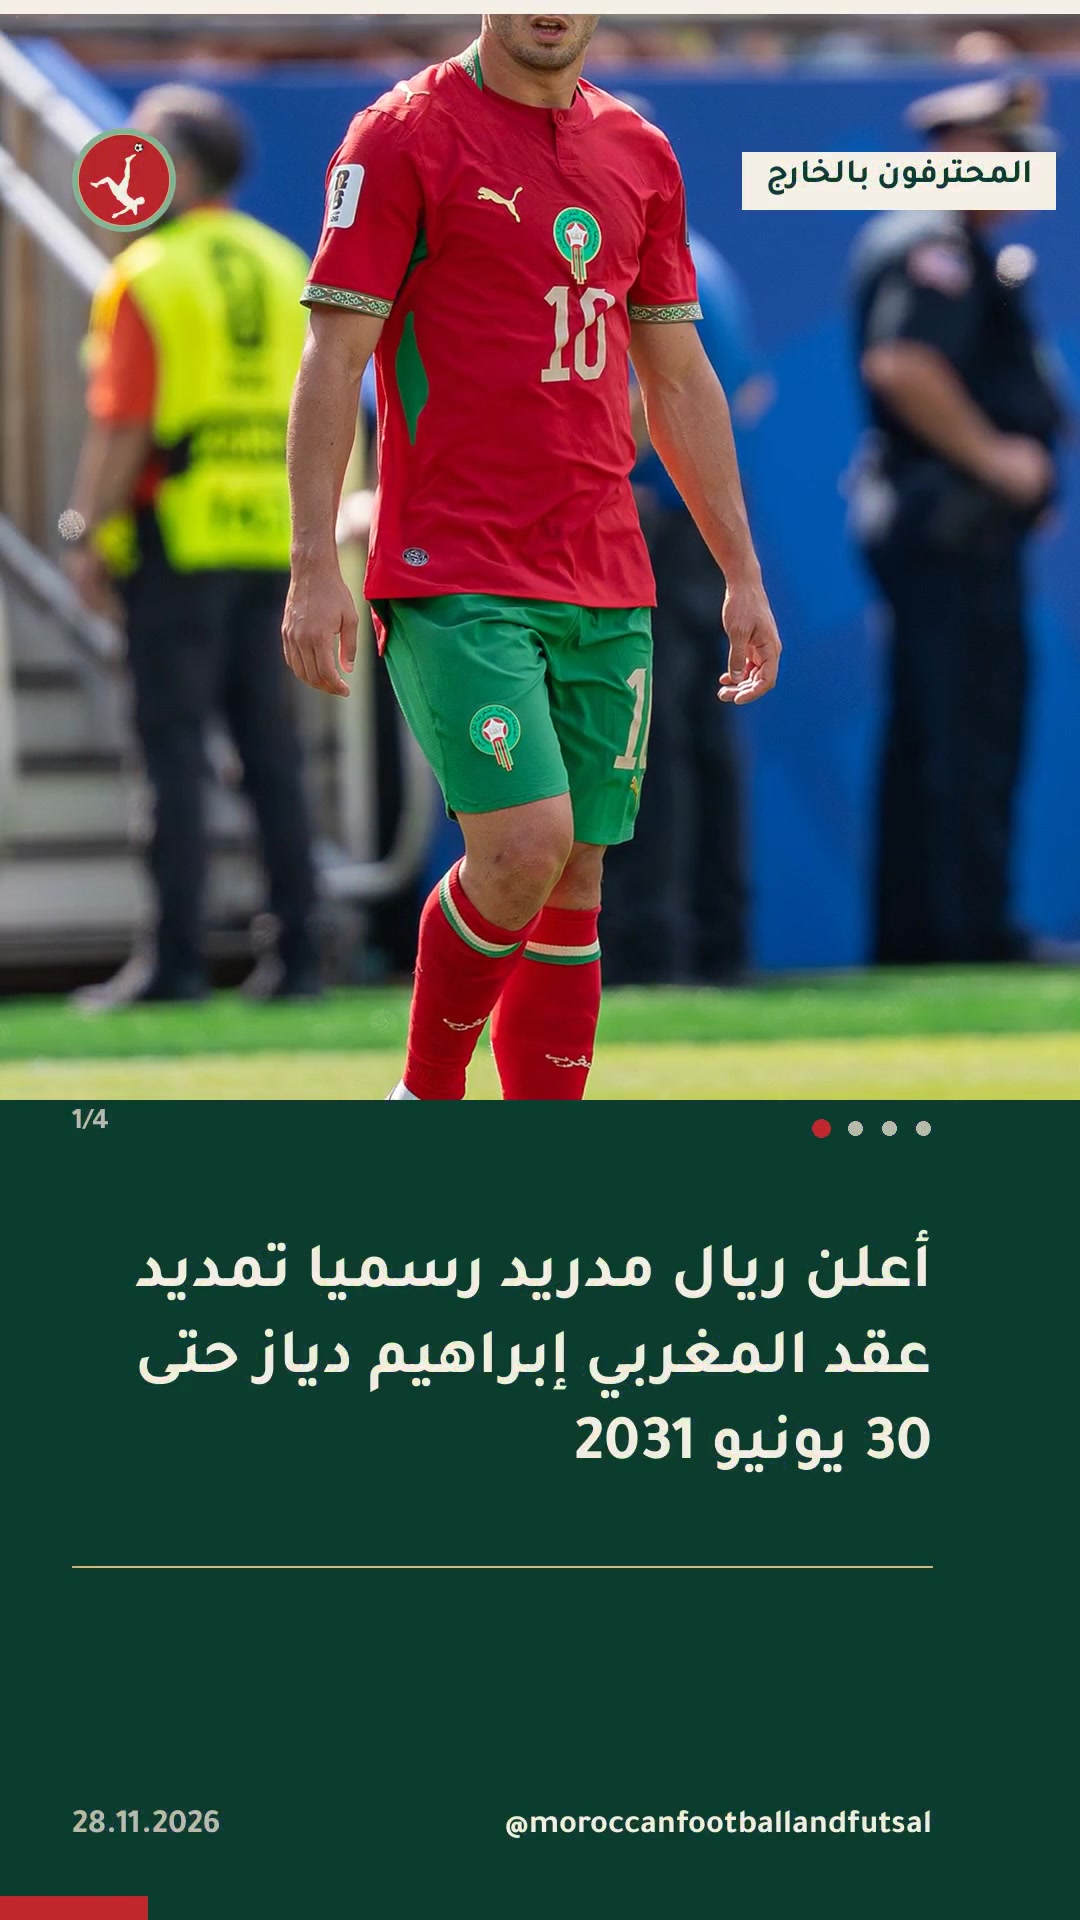 المحترفون بالخارج
10
1/4
أعلن ريال مدريد رسميا تمديد
عقد المغربي إبراهيم دياز حتى
30 يونيو 2031
28.11.2026
@moroccanfootballandfutsal